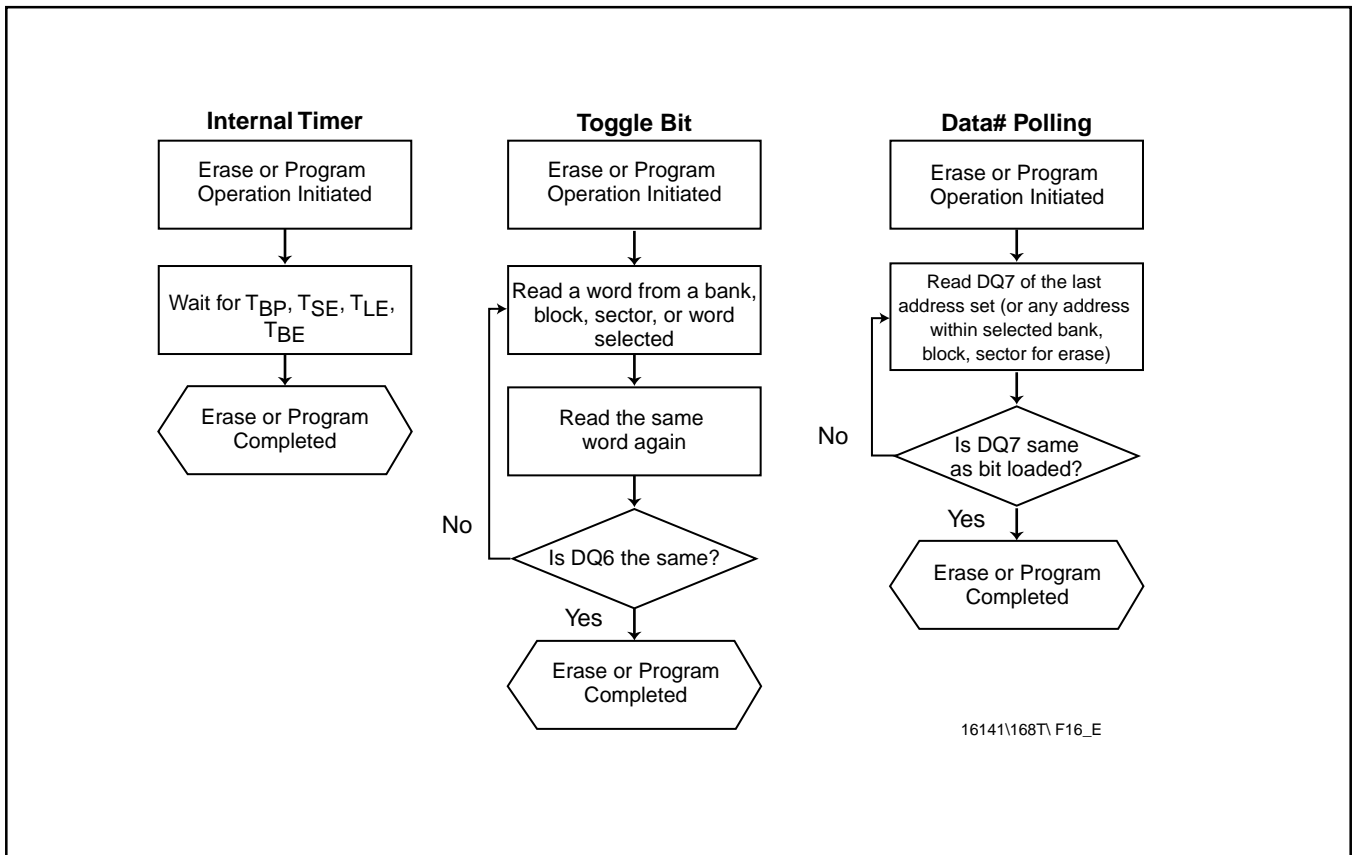 Internal Timer
Erase or Program
Operation Initiated
Wait for TBP, TSE, TLE,
TBE
Erase or Program
Completed
Toggle Bit
Erase or Program
Operation Initiated
Read a word from a bank,
block, sector, or word
selected
Read the same
word again
No
Is DQ6 the same?
Yes
Erase or Program
Completed
Data# Polling
Erase or Program
Operation Initiated
Read DQ7 of the last
address set (or any address
within selected bank,
block, sector for erase)
No
Is DQ7 same
as bit loaded?
Yes
Erase or Program
Completed
16141\168T\ F16_E